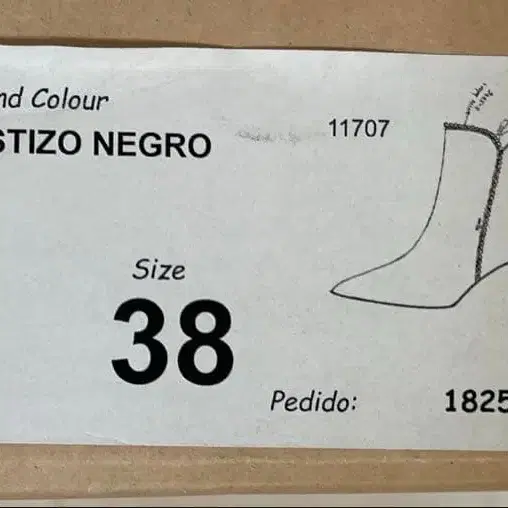 nd Colour
STIZO NEGRO
11707
Size
38
Pedido:
1825